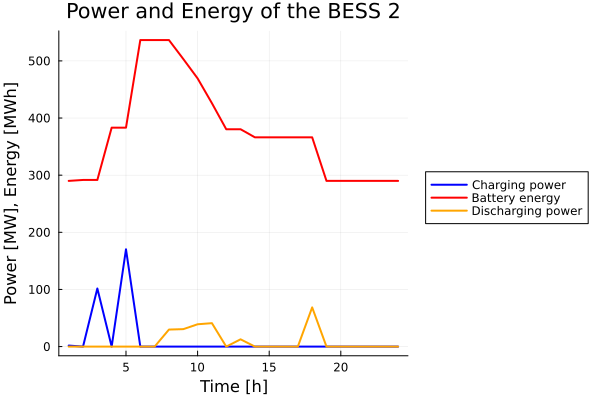 Power and Energy of the BESS 2
Power [MW], Energy [MWh]
500
400
300
200
100
0
5
10
15
20
Time [h]
Charging power
Battery energy
Discharging power